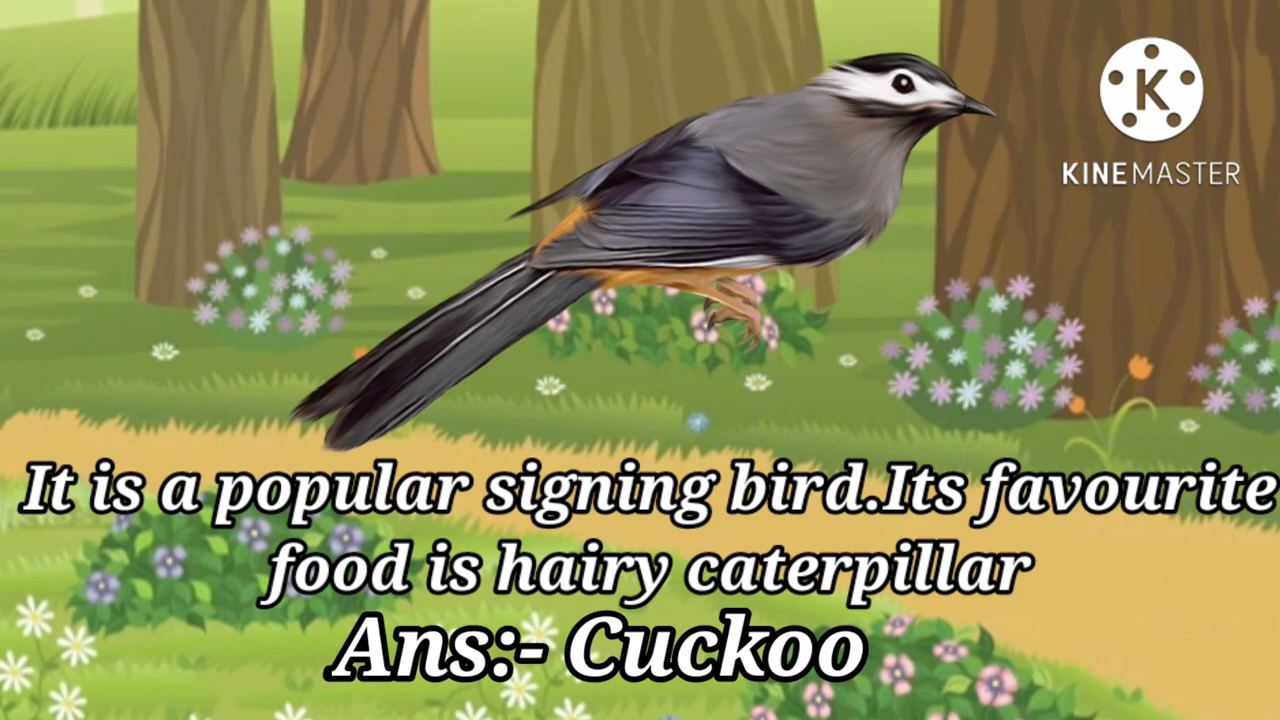 K
KINEMASTER
It is a popular signing bird.Its favourite
food is hairy caterpillar
Ans:- Cuckoo